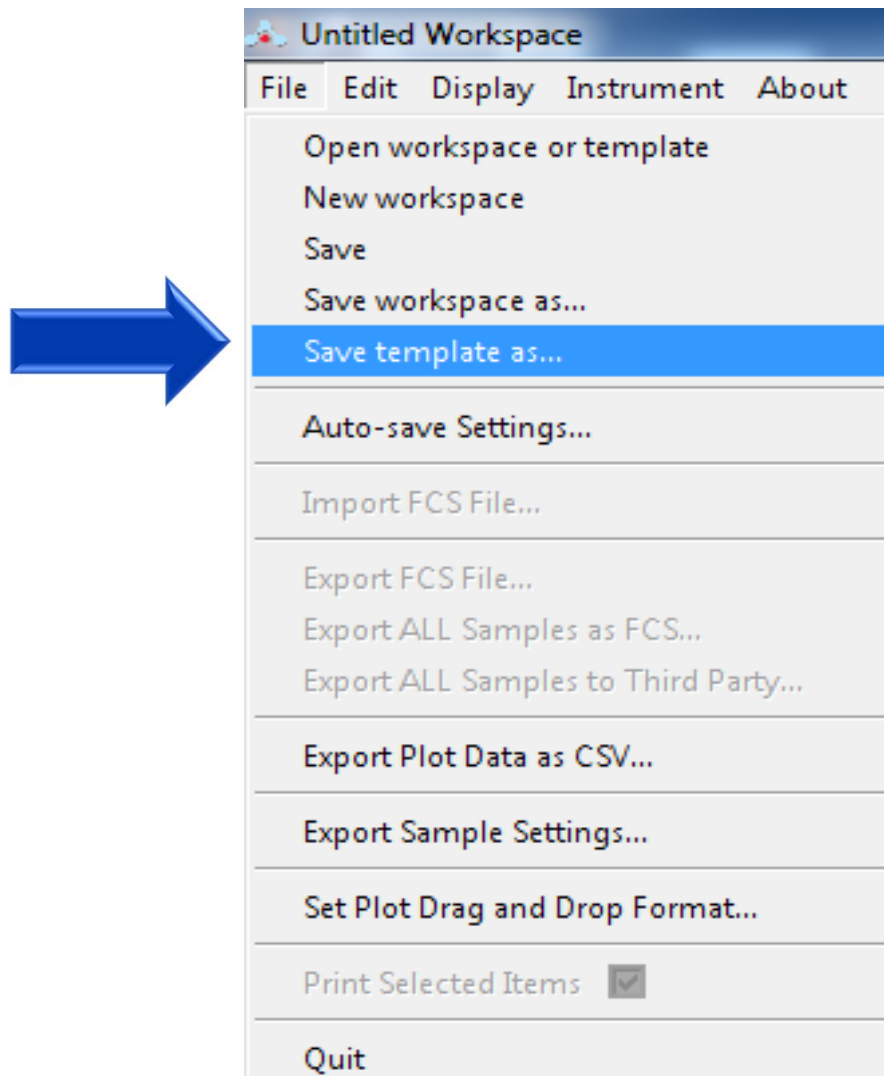 Untitled Workspace
File Edit Display Instrument About
Open workspace or template
New workspace
Save
Save workspace as...
Save template as...
Auto-save Settings...
Import FCS File...
Export FCS File...
Export ALL Samples as FCS...
Export ALL Samples to Third Party...
Export Plot Data as CSV...
Export Sample Settings...
Set Plot Drag and Drop Format...
Print Selected Items
Quit